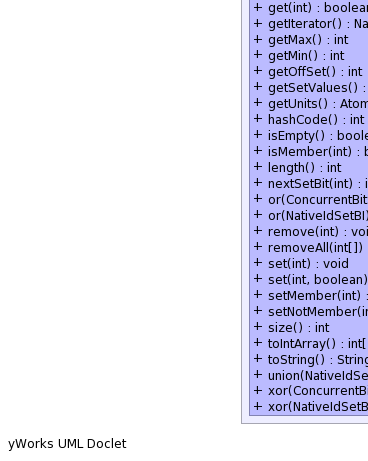 + get(int) : boolean
+ getIterator() : Na
+ getMax() : int
+ getMin() : int
+ getOffSet() : int
+ getSetValues() :
+ getUnits() : Atom
+ hashCode() : int
+ isEmpty() : boole
+ isMember(int) : b
+ length() : int
+ nextSetBit(int) : i
+ or(ConcurrentBit
+ or(NativeIdSetBI)
+ remove(int) : voi
+ removeAll(int[])
+ set(int) : void
+ set(int, boolean)
+ setMember(int) :
+ setNotMember(in
+ size() : int
+ toIntArray() : int[
+ toString() : String
+ union(NativeIdSe
+ xor(ConcurrentBi
+ xor(NativeIdSetB
yWorks UML Doclet